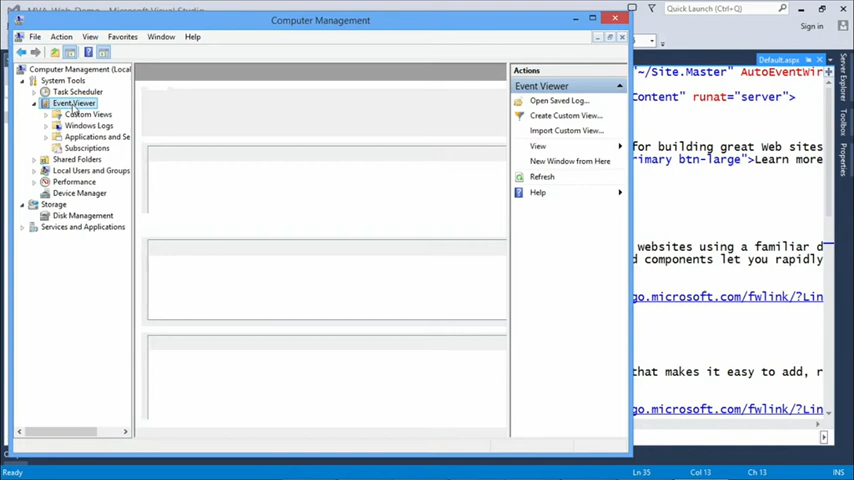 MVA Web Demo - Microsoft Visual Studio
Quick Launch (Ctrl+Q)
Computer Management
Sign in
File Action View Favorites Window Help
Default.aspx
Computer Management (Local
System Tools
Task Scheduler
Event Viewer
Custom Views
Windows Logs
Applications and Se
Subscriptions
Shared Folders
Local Users and Groups
Performance
Device Manager
Storage
Disk Management
Services and Applications
Actions
Event Viewer
Open Saved Log...
Create Custom View...
Import Custom View...
View
New Window from Here
Refresh
Help
"~/Site.Master" AutoEventWir
Content" runat="server">
for building great Web sites
primary btn-large">Learn more
websites using a familiar d
d components let you rapidly
go.microsoft.com/fwlink/?Lin
that makes it easy to add, r
go.microsoft.com/fwlink/?Lin
Server Explorer
Toolbox
Properties
Ready
Ln 35
Col 13
Ch 13
INS